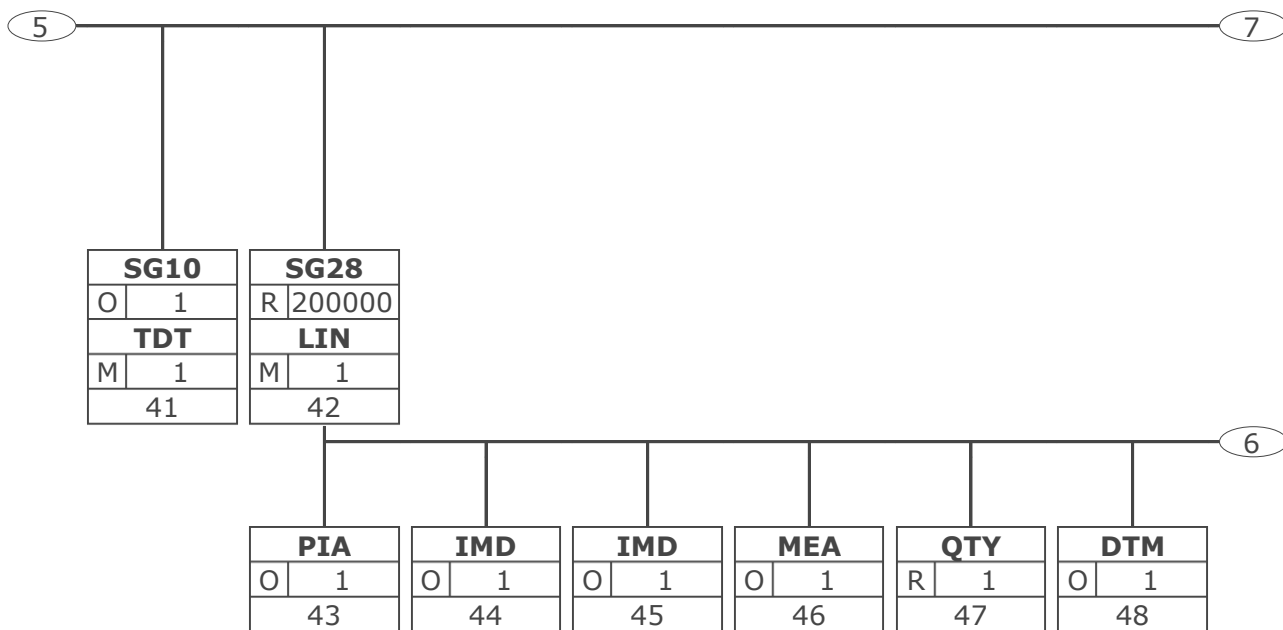 5 7
SG10 SG28
O 1 R 200000
TDT LIN
M 1 M 1
41 42
6
PIA IMD IMD MEA QTY DTM
O 1 O 1 O 1 O 1 R 1 O 1
43 44 45 46 47 48